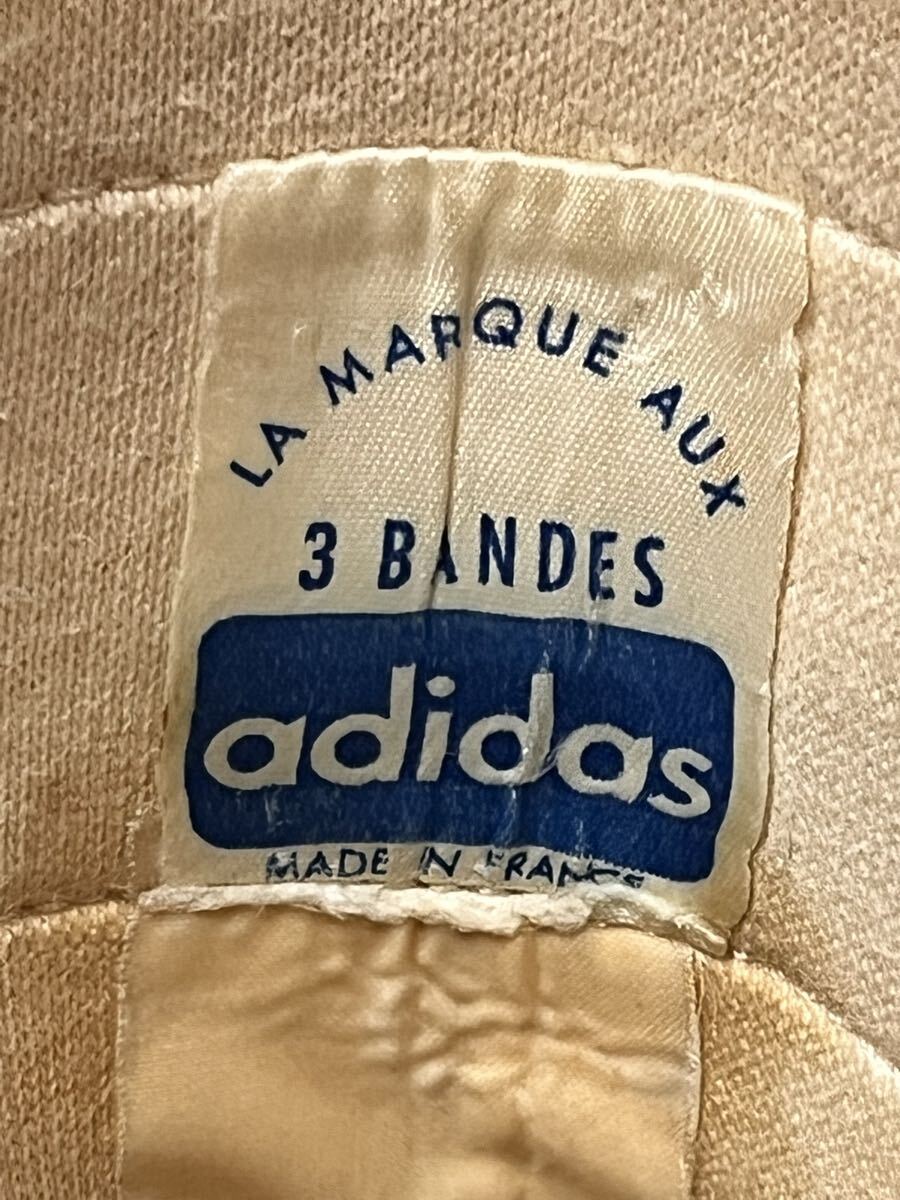 LA MARQUE AUX
3 BANDES
adidas
MADE IN FRANCE